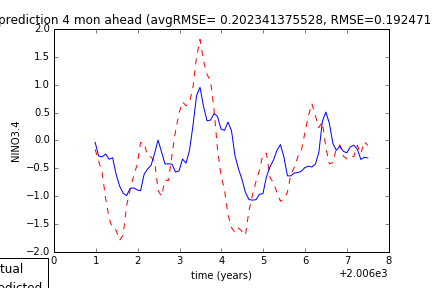 prediction 4 mon ahead (avgRMSE= 0.202341375528, RMSE=0.192471
2.0
1.5
1.0
0.5
0.0
−0.5
−1.0
−1.5
−2.0
NINO3.4
0 1 2 3 4 5 6 7 8
time (years)
+2.006e3
tual
edicted